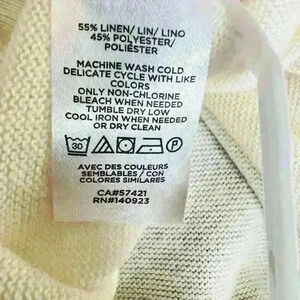 55% LINEN/ LIN/ LINO
45% POLYESTER/
POLIÉSTER
MACHINE WASH COLD
DELICATE CYCLE WITH LIKE
COLORS
ONLY NON-CHLORINE
BLEACH WHEN NEEDED
TUMBLE DRY LOW
COOL IRON WHEN NEEDED
or DRY CLEAN
30 P
AVEC DES COULEURS
SEMBLABLES / CON
COLORES SIMILARES
CA#57421
RN#140923